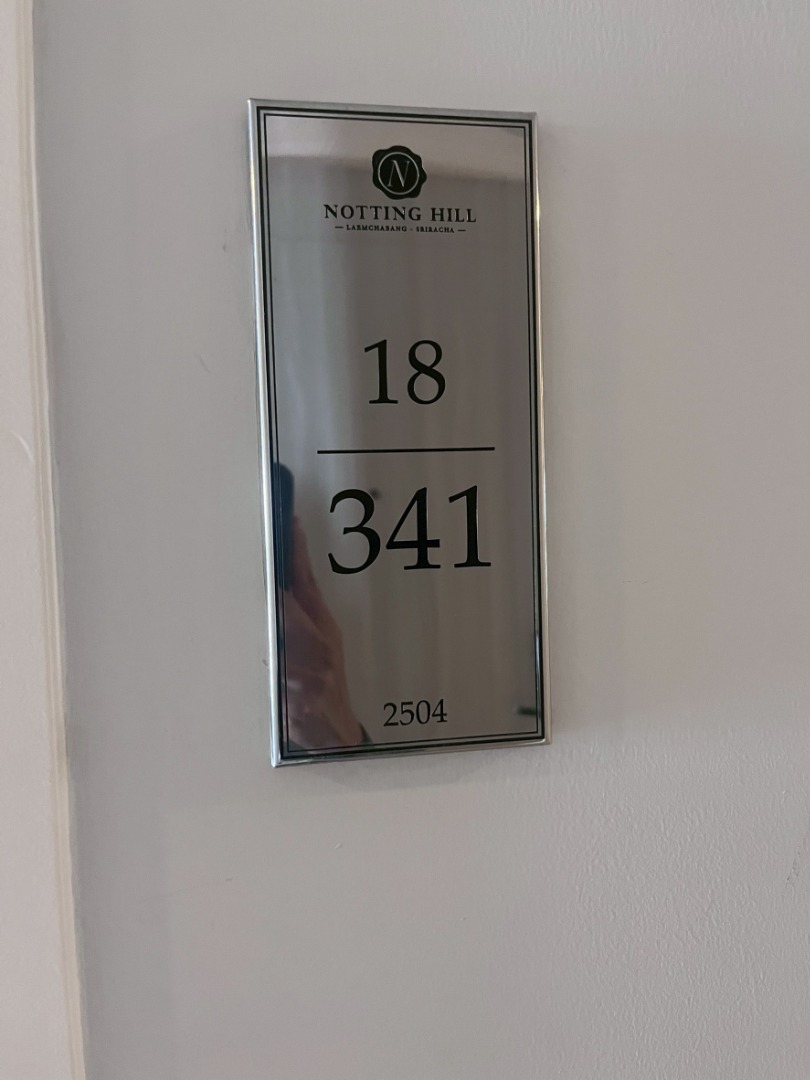 N
NOTTING HILL
— LAEMCHABANG - SRIRACHA —
18
341
2504